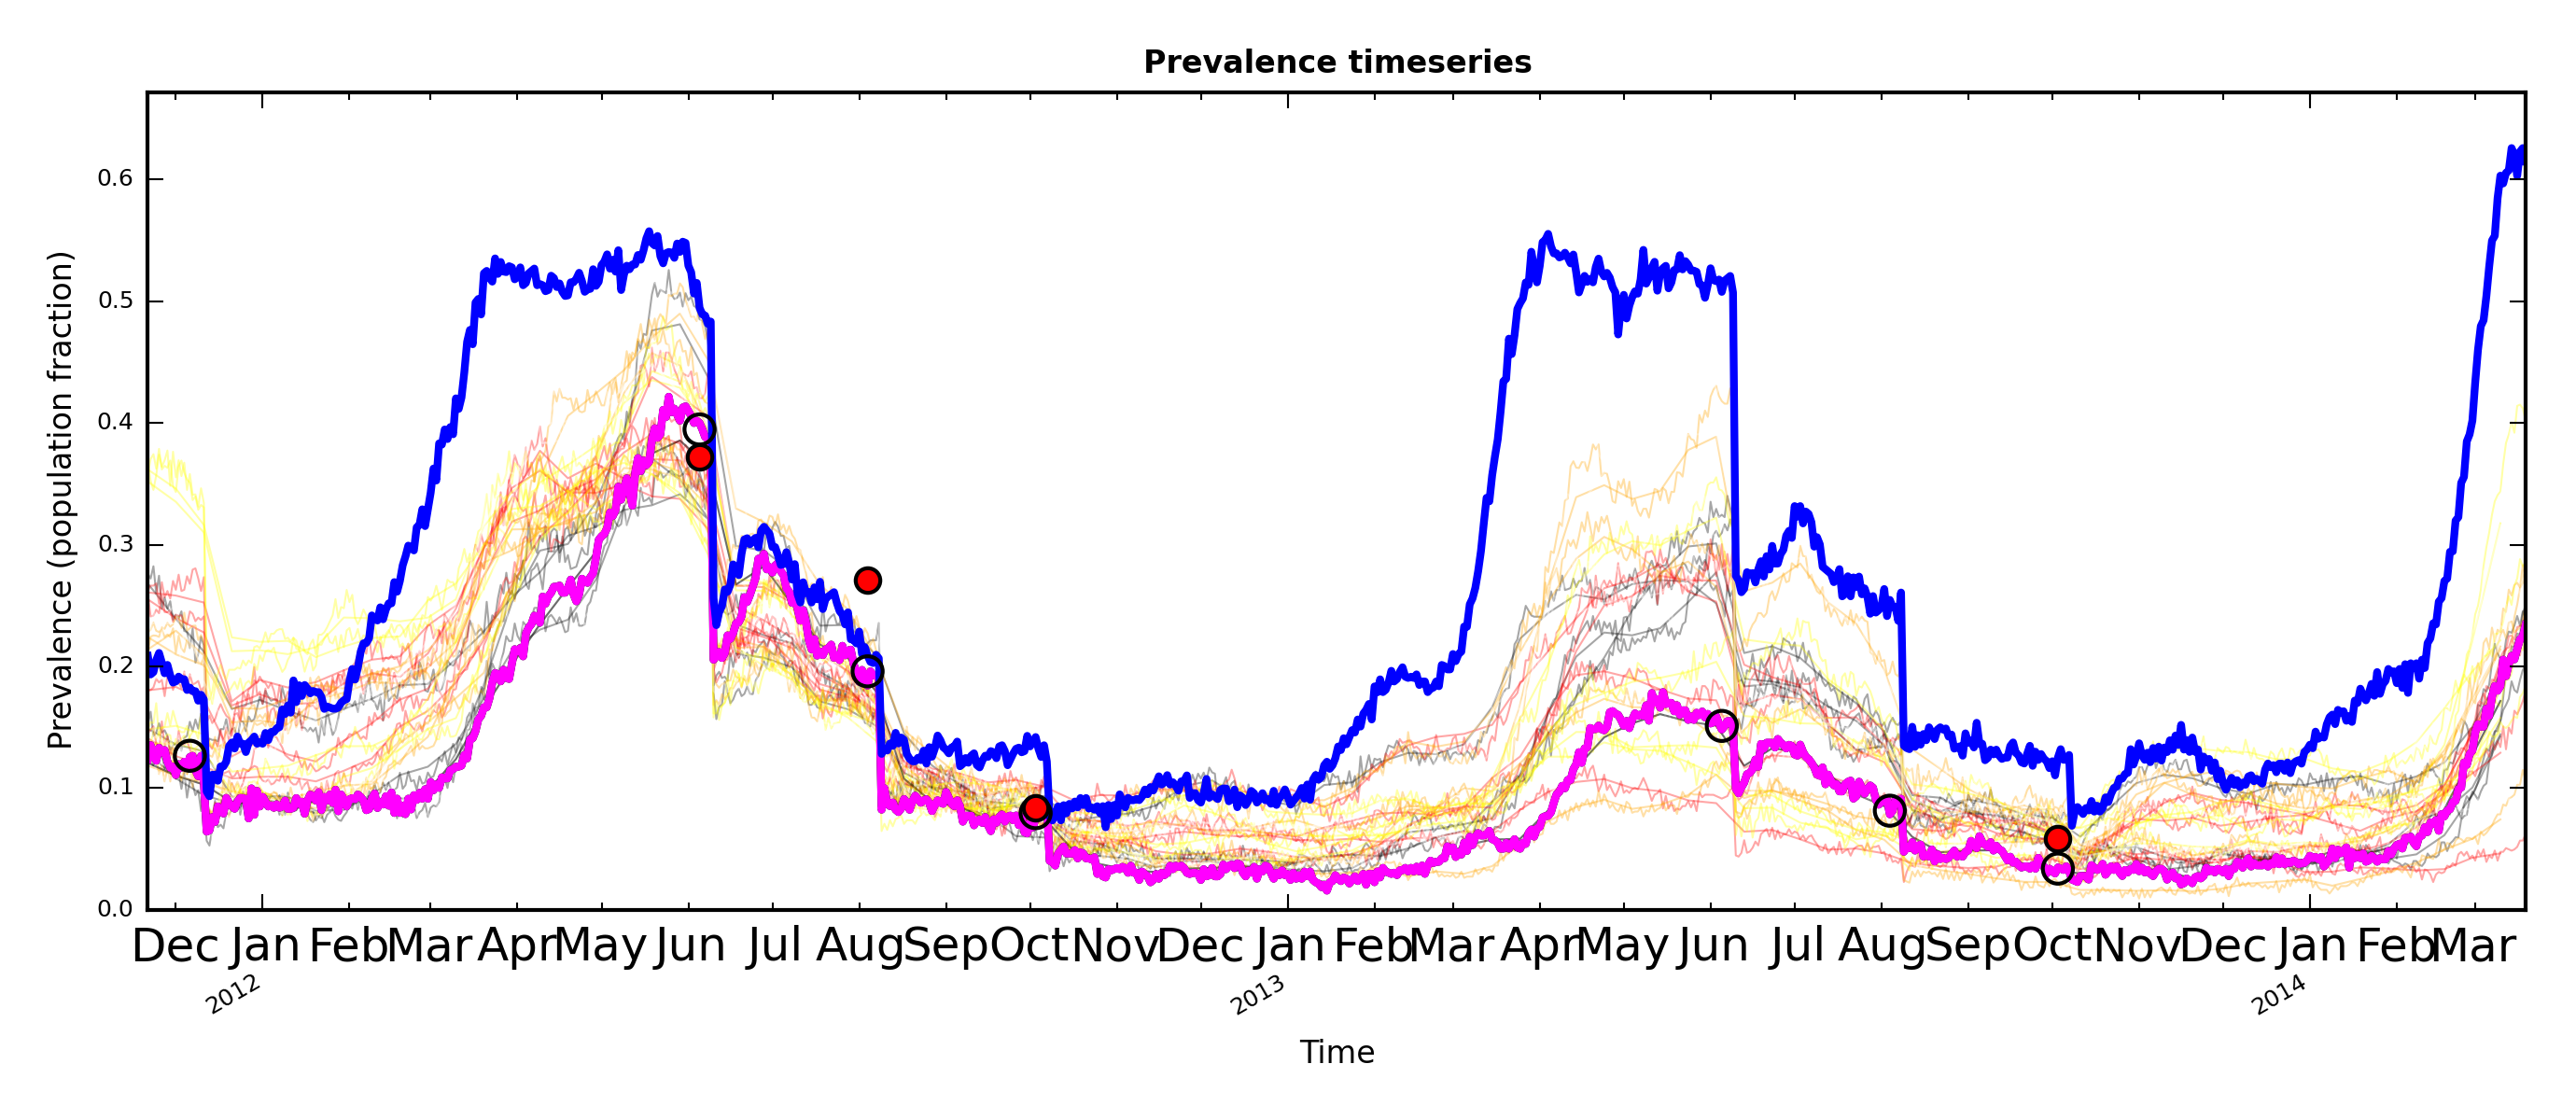 Prevalence timeseries
Prevalence (population fraction)
0.6
0.5
0.4
0.3
0.2
0.1
0.0
Dec Jan Feb Mar Apr May Jun Jul Aug Sep Oct Nov Dec Jan Feb Mar Apr May Jun Jul Aug Sep Oct Nov Dec Jan Feb Mar
2012 2013 2014
Time